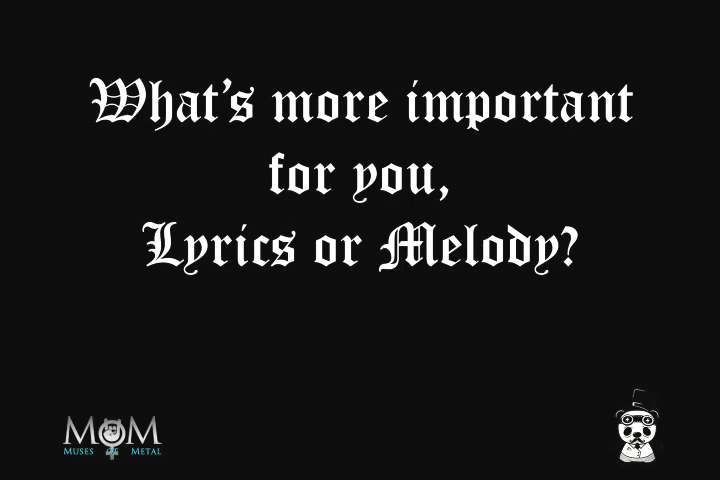 What's more important
for you,
Lyrics or Melody?
MOM
MUSES OF METAL